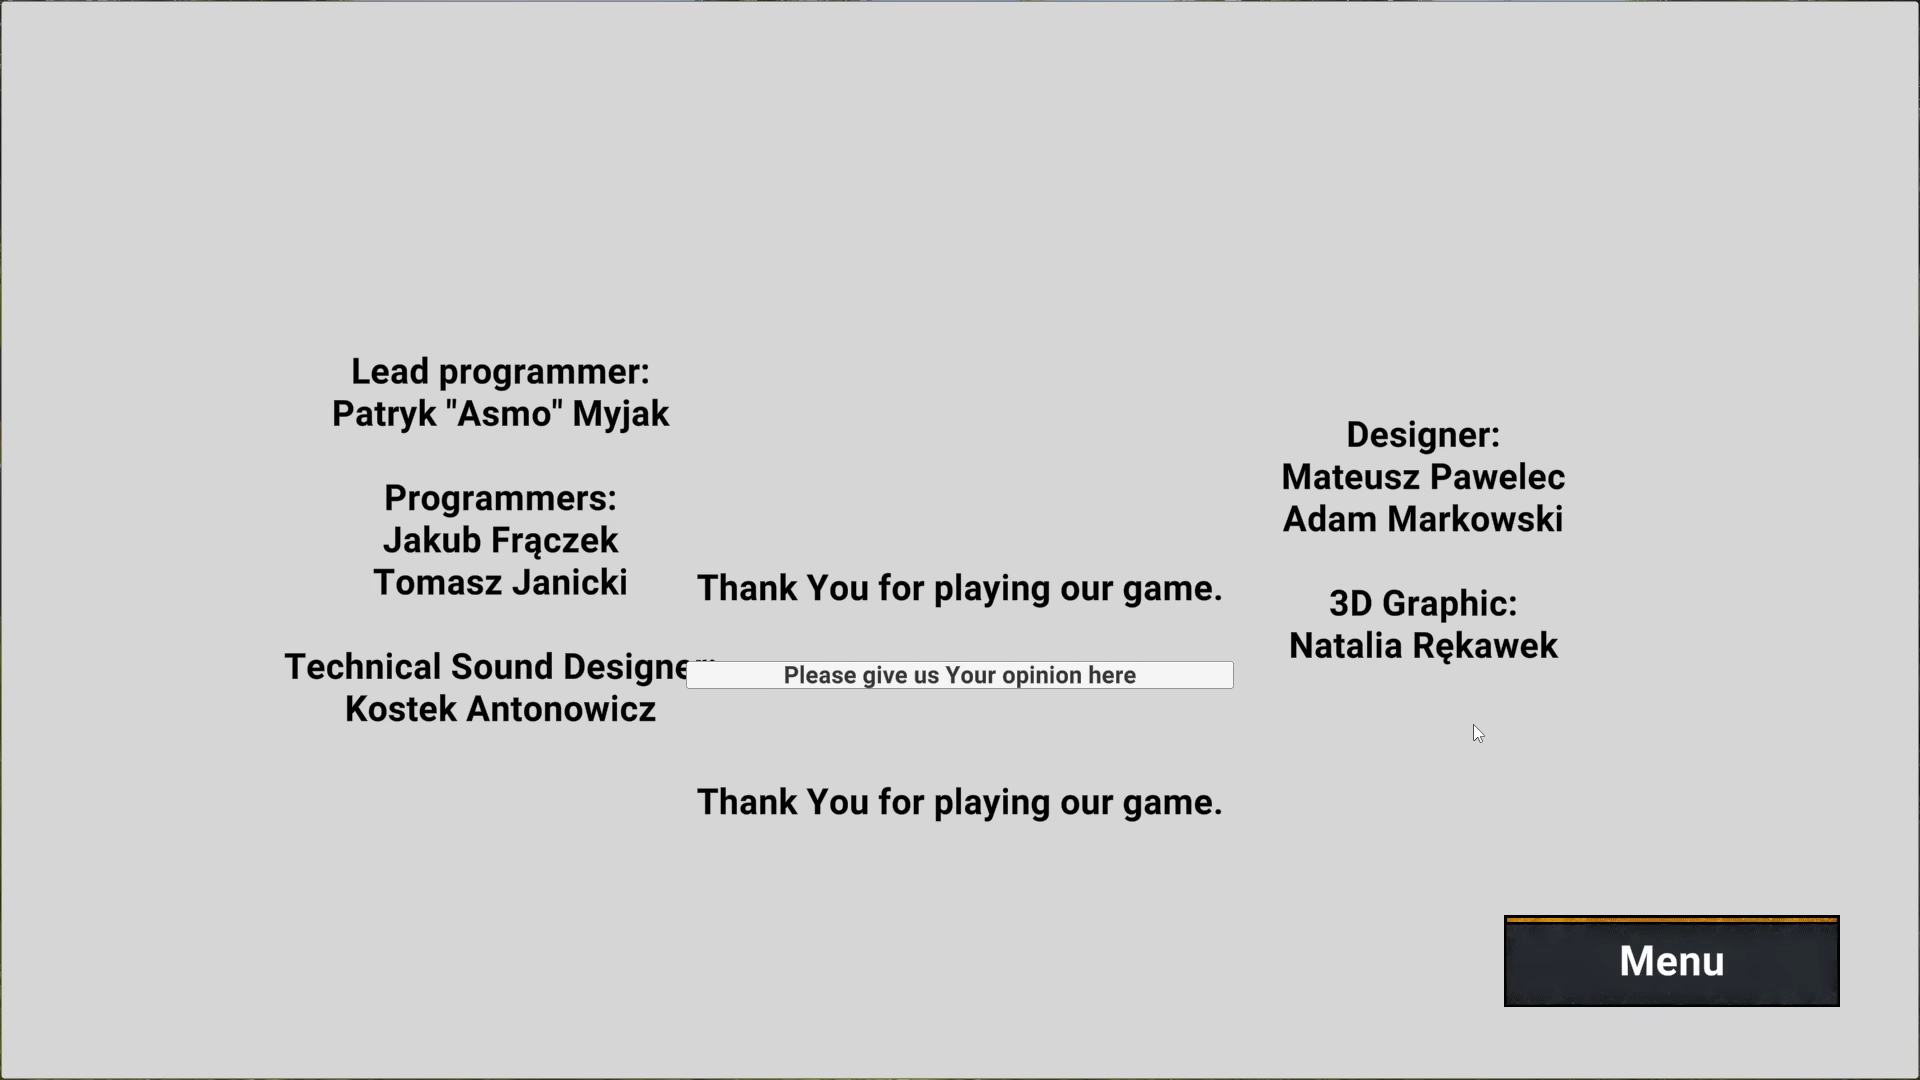 Lead programmer:
Patryk "Asmo" Myjak
Programmers:
Jakub Frączek
Tomasz Janicki
Technical Sound Designer
Kostek Antonowicz
Thank You for playing our game.
Please give us Your opinion here
Thank You for playing our game.
Designer:
Mateusz Pawelec
Adam Markowski
3D Graphic:
Natalia Rękawek
Menu